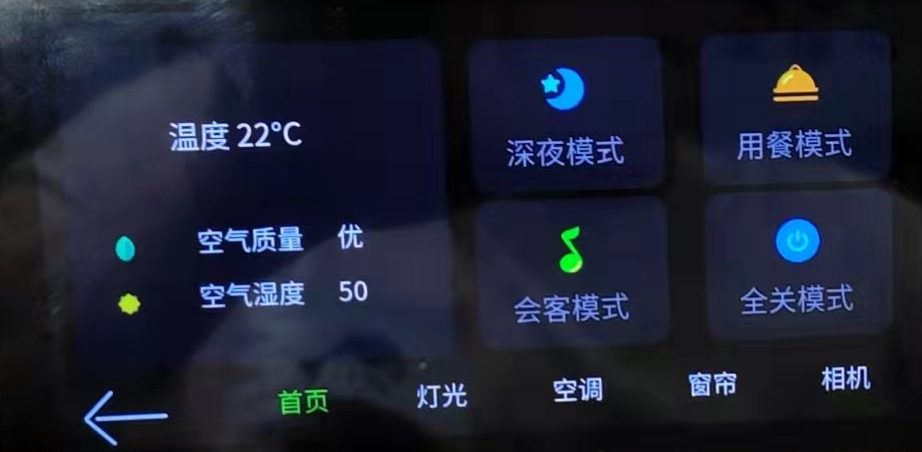 温度 22°C
空气质量 优
空气湿度 50
深夜模式
用餐模式
会客模式
全关模式
首页 灯光 空调 窗帘 相机